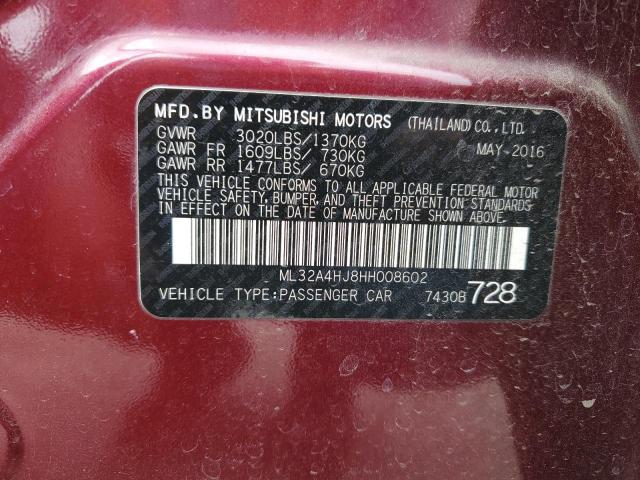 MFD.BY MITSUBISHI MOTORS (THAILAND) CO., LTD.
GVWR 3020LBS/1370KG MAY-2016
GAWR FR 1609LBS/ 730KG
GAWR RR 1477LBS/ 670KG
THIS VEHICLE CONFORMS TO ALL APPLICABLE FEDERAL MOTOR
VEHICLE SAFETY, BUMPER, AND THEFT PREVENTION STANDARDS
IN EFFECT ON THE DATE OF MANUFACTURE SHOWN ABOVE.
ML32A4HJ8HH008602
VEHICLE TYPE:PASSENGER CAR 7430B 728